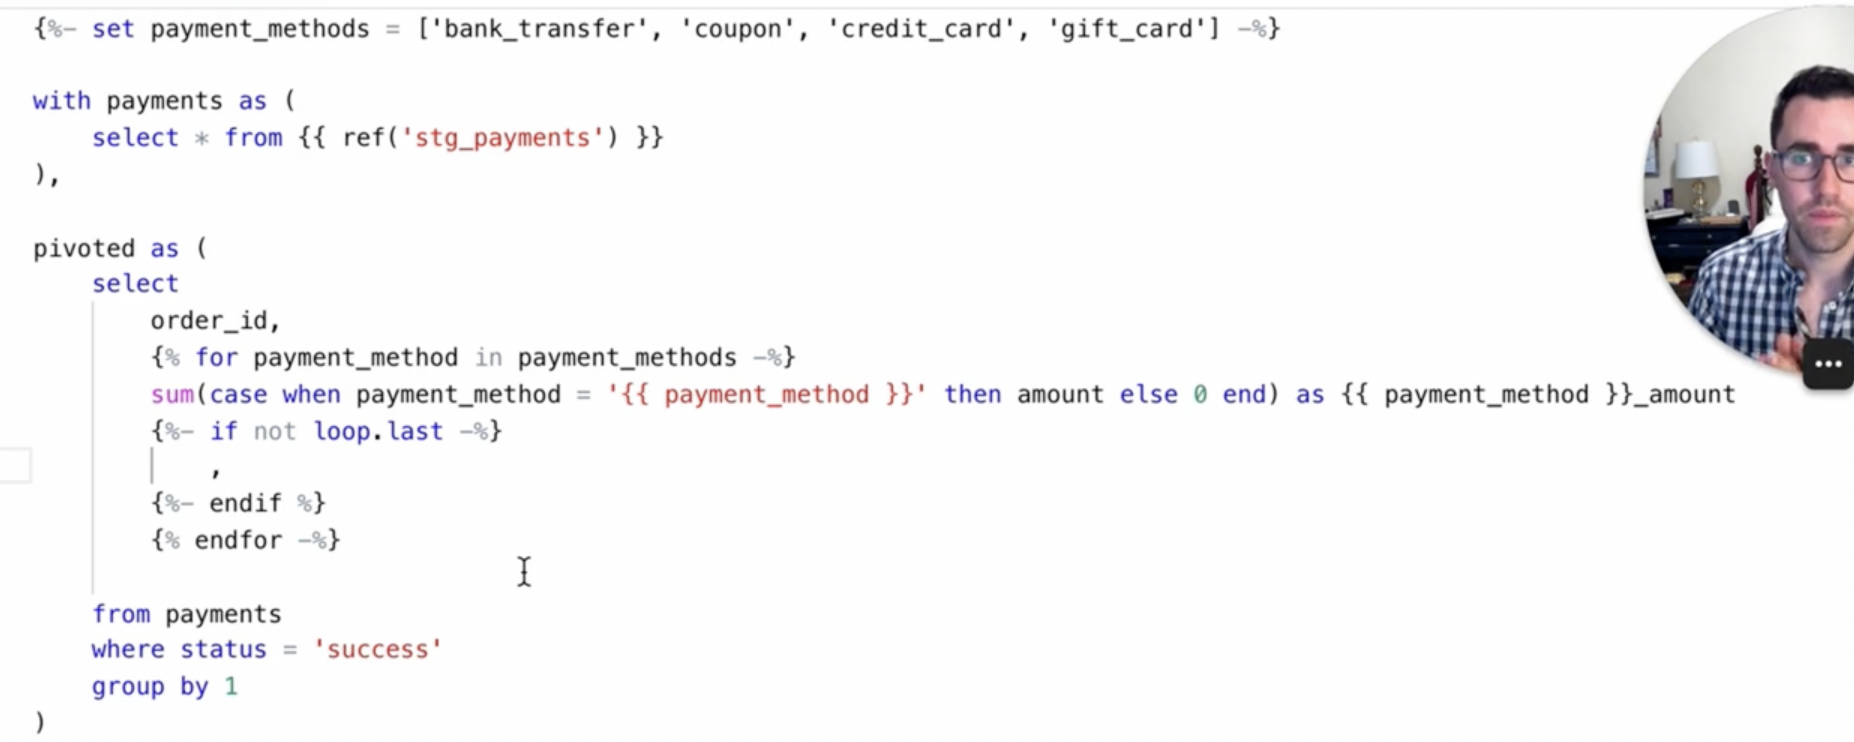 {%- set payment_methods = ['bank_transfer', 'coupon', 'credit_card', 'gift_card'] -%}
with payments as (
select * from {{ ref('stg_payments') }}
),
pivoted as (
select
order_id,
{% for payment_method in payment_methods -%}
sum(case when payment_method = '{{ payment_method }}' then amount else 0 end) as {{ payment_method }}_amount
{%- if not loop.last -%}
,
{%- endif %}
{% endfor -%}
from payments
where status = 'success'
group by 1
)